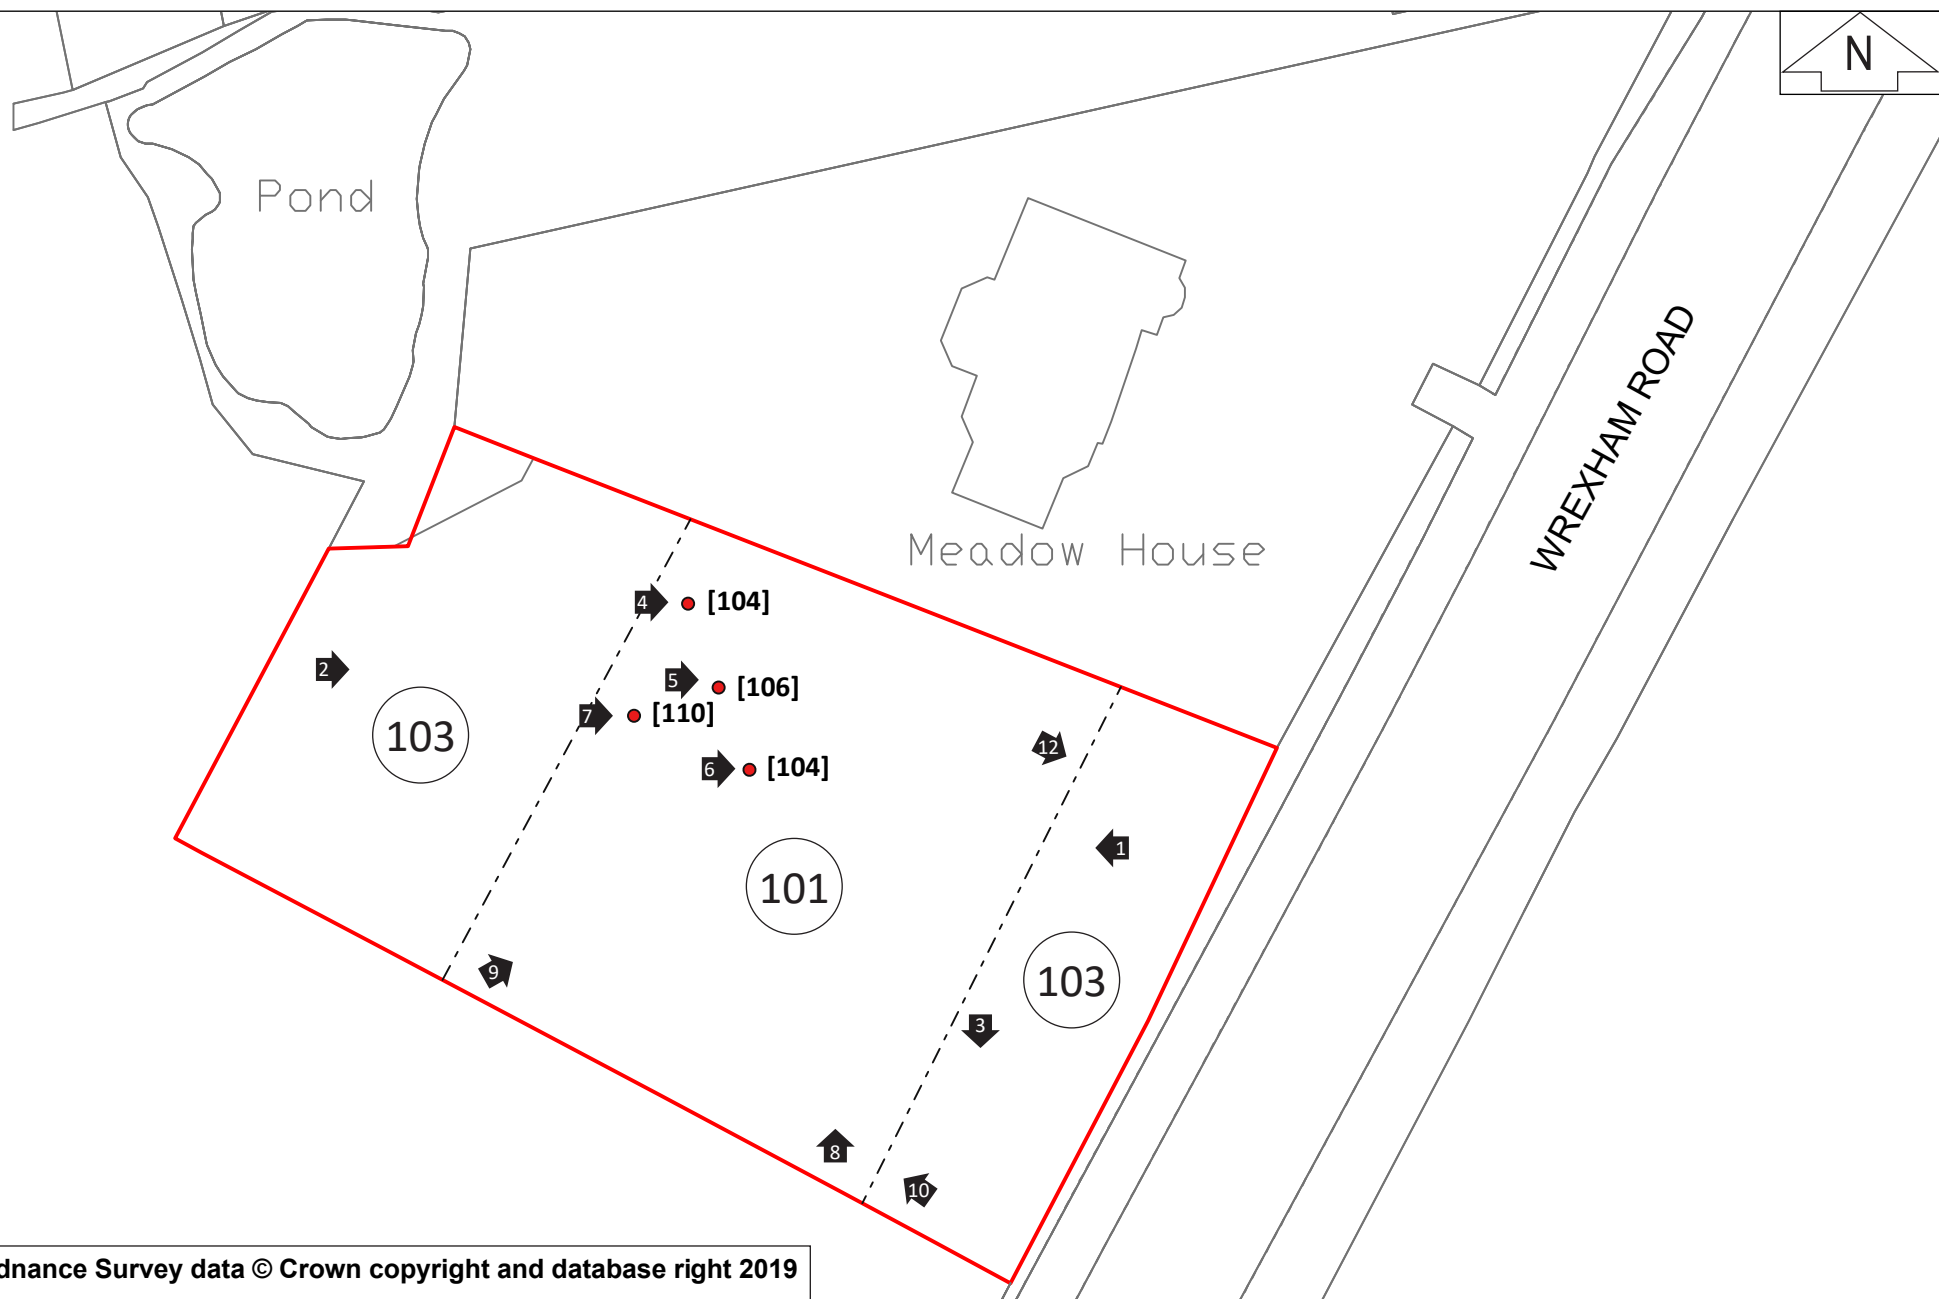 N
Pond
WREXHAM ROAD
Meadow House
4 [104]
2
5 [106]
7 [110]
103
12
6 [104]
1
101
9
103
3
8
10
dnance Survey data © Crown copyright and database right 2019